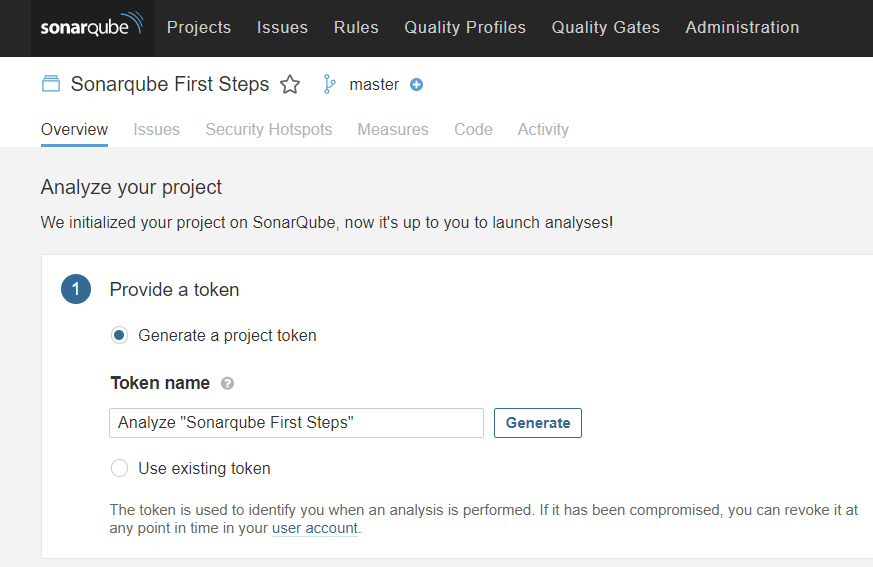 sonarqube Projects Issues Rules Quality Profiles Quality Gates Administration
Sonarqube First Steps master
Overview Issues Security Hotspots Measures Code Activity
Analyze your project
We initialized your project on SonarQube, now it's up to you to launch analyses!
1 Provide a token
Generate a project token
Token name ?
Analyze "Sonarqube First Steps" Generate
Use existing token
The token is used to identify you when an analysis is performed. If it has been compromised, you can revoke it at
any point in time in your user account.